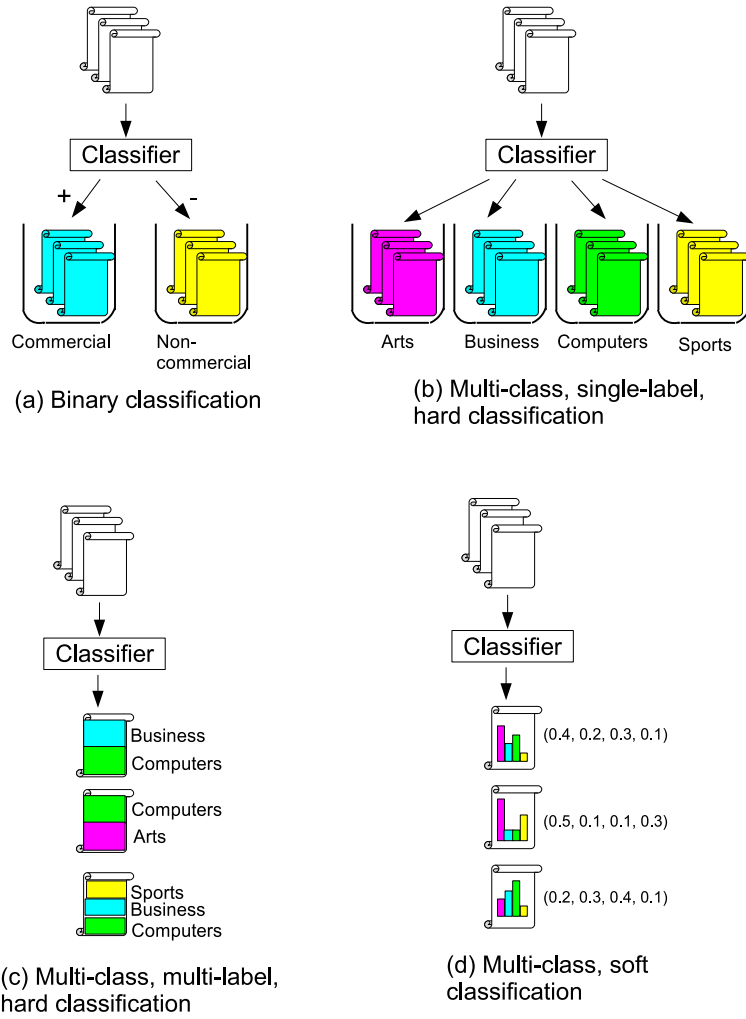 Classifier
+
-
Commercial
Non-
commercial
(a) Binary classification
Classifier
Arts
Business
Computers
Sports
(b) Multi-class, single-label,
hard classification
Classifier
Business
Computers
Computers
Arts
Sports
Business
Computers
(c) Multi-class, multi-label,
hard classification
Classifier
(0.4, 0.2, 0.3, 0.1)
(0.5, 0.1, 0.1, 0.3)
(0.2, 0.3, 0.4, 0.1)
(d) Multi-class, soft
classification